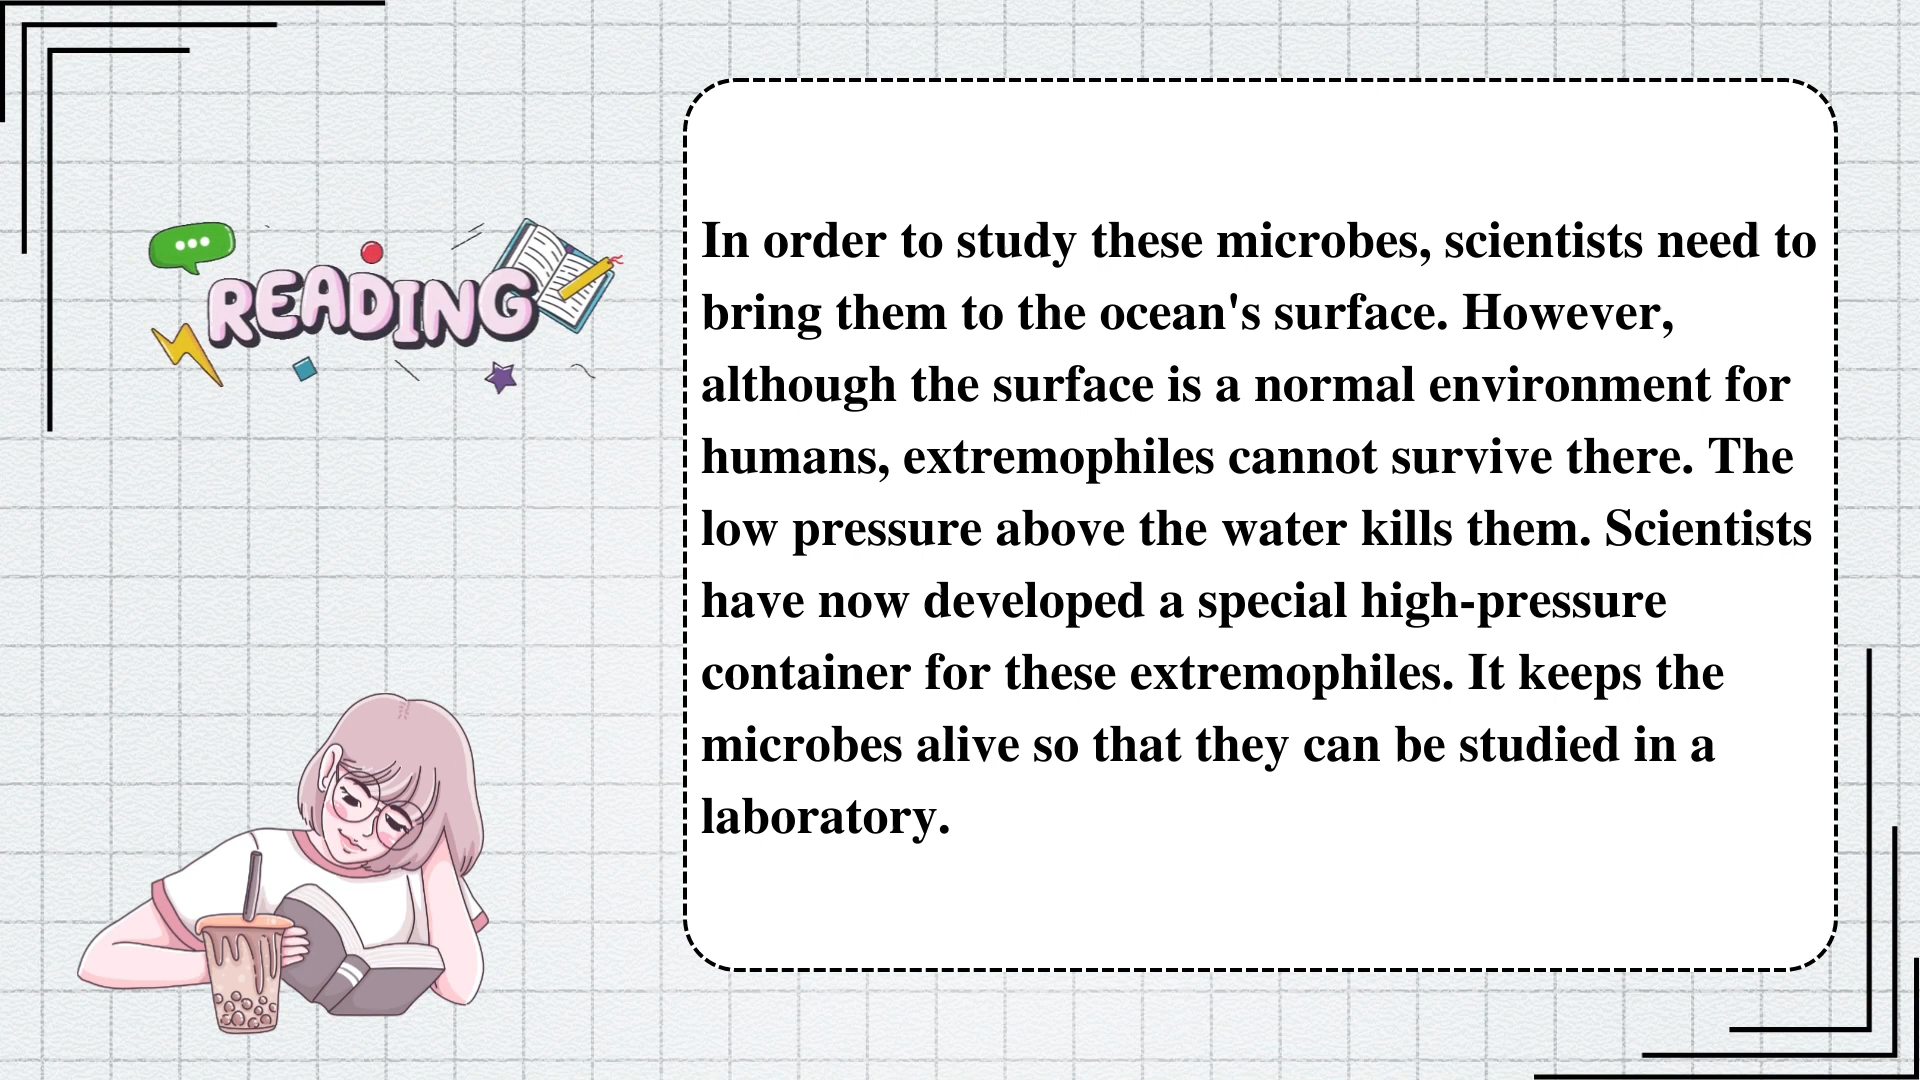 READING
In order to study these microbes, scientists need to
bring them to the ocean's surface. However,
although the surface is a normal environment for
humans, extremophiles cannot survive there. The
low pressure above the water kills them. Scientists
have now developed a special high-pressure
container for these extremophiles. It keeps the
microbes alive so that they can be studied in a
laboratory.